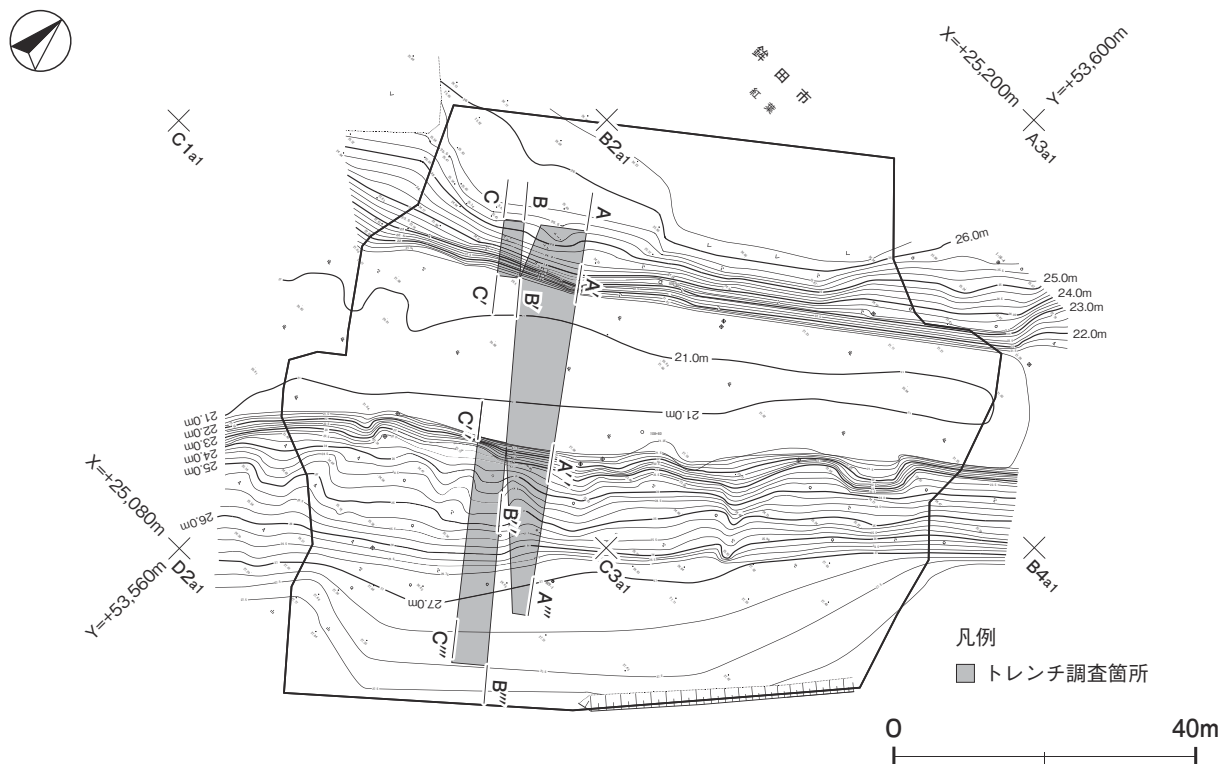 鉾田市
紅葉
X=+25,200m
Y=+53,600m
C1a1
B2a1
A3a1
C
B
A
26.0m
25.0m
24.0m
23.0m
22.0m
C′
B′
A′
21.0m
21.0m
21.0m
22.0m
23.0m
24.0m
25.0m
26.0m
C′′
A′′
B′′
X=+25,080m
Y=+53,560m
D2a1
C3a1
B4a1
27.0m
A′′′
C′′′
B′′′
凡例
トレンチ調査箇所
0 40m